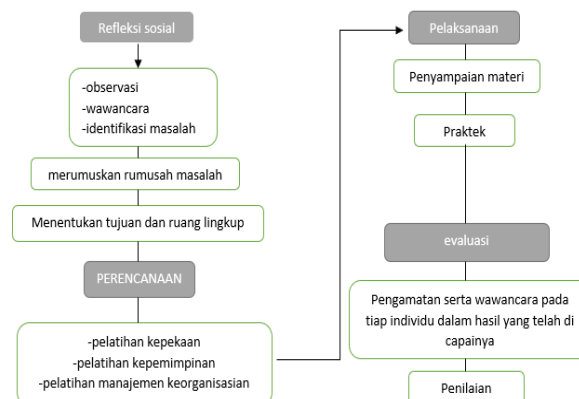 Refleksi sosial
-observasi
-wawancara
-identifikasi masalah
merumuskan rumusah masalah
Menentukan tujuan dan ruang lingkup
PERENCANAAN
-pelatihan kepekaan
-pelatihan kepemimpinan
-pelatihan manajemen keorganisasian
Pelaksanaan
Penyampaian materi
Praktek
evaluasi
Pengamatan serta wawancara pada
tiap individu dalam hasil yang telah di
capainya
Penilaian